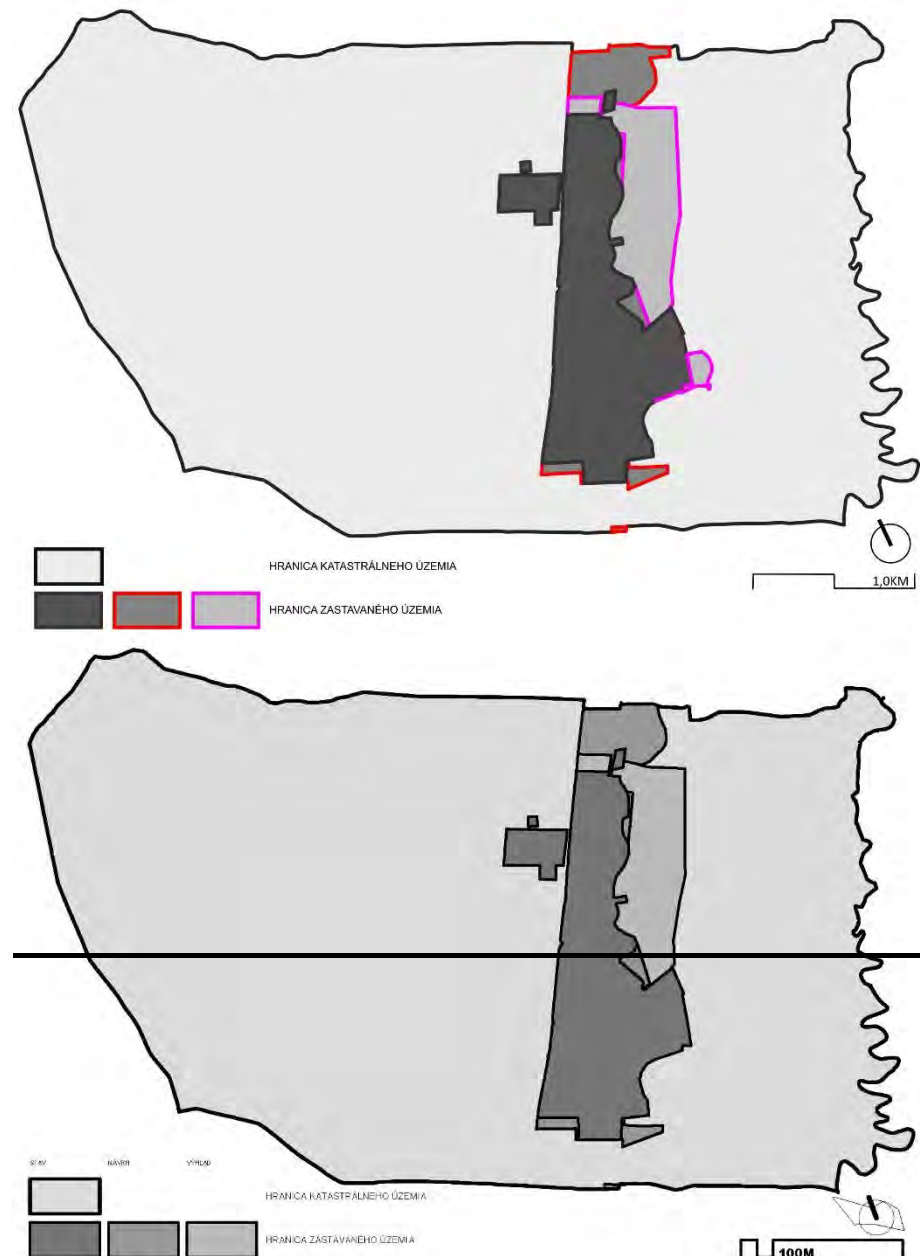 HRANICA KATASTRÁLNEHO ÚZEMIA
1,0KM
HRANICA ZASTAVANÉHO ÚZEMIA
STAV NÁVRH VÝHĽAD
HRANICA KATASTRÁLNEHO ÚZEMIA
HRANICA ZASTAVANÉHO ÚZEMIA
100M